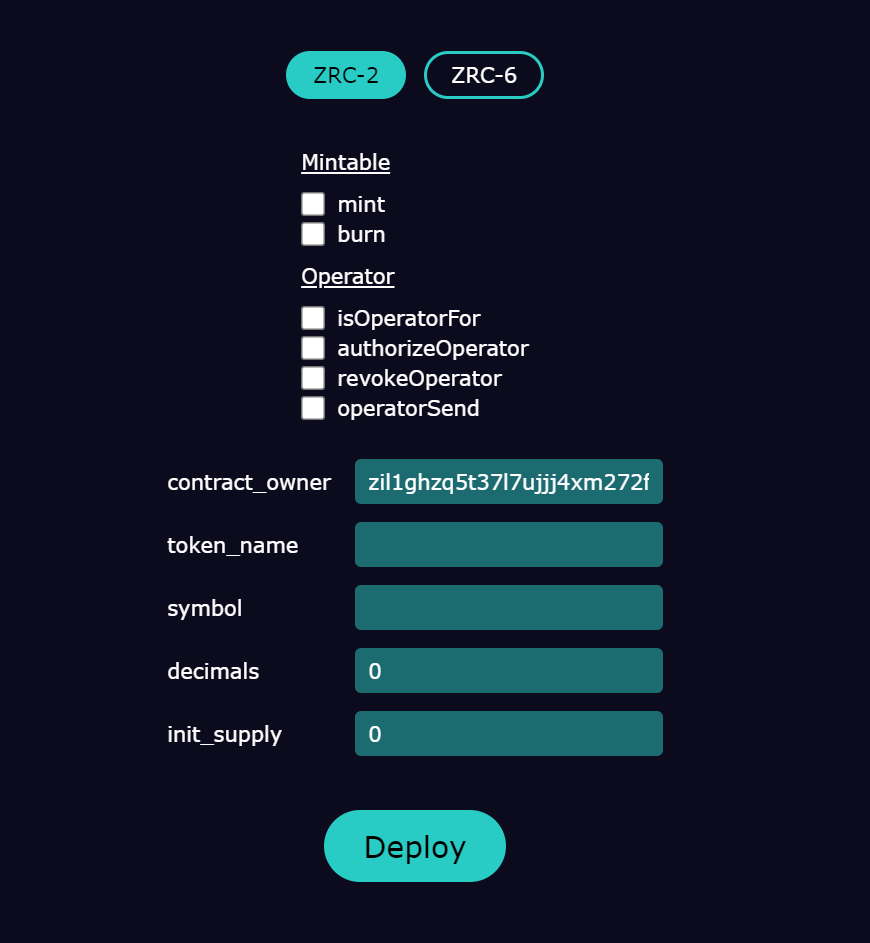 ZRC-2 ZRC-6
Mintable
mint
burn
Operator
isOperatorFor
authorizeOperator
revokeOperator
operatorSend
contract_owner zil1ghzq5t37l7ujjj4xm272f
token_name
symbol
decimals 0
init_supply 0
Deploy